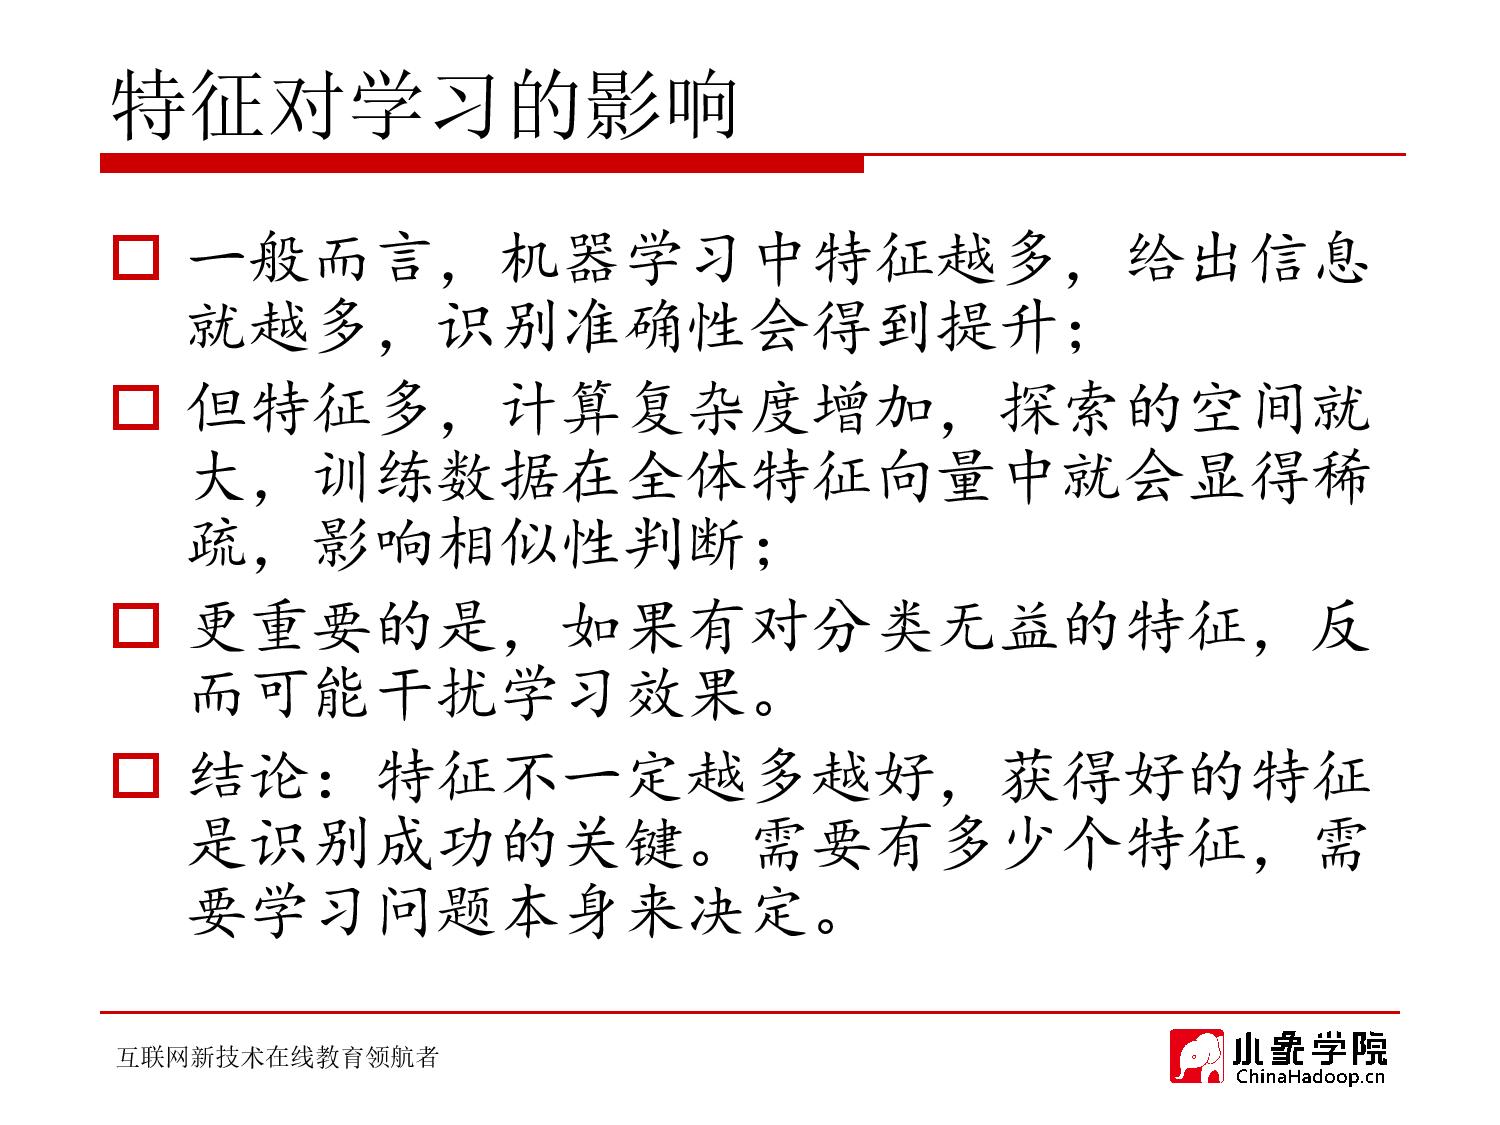 特征对学习的影响
一般而言，机器学习中特征越多，给出信息
就越多，识别准确性会得到提升；
但特征多，计算复杂度增加，探索的空间就
大，训练数据在全体特征向量中就会显得稀
疏，影响相似性判断；
更重要的是，如果有对分类无益的特征，反
而可能干扰学习效果。
结论：特征不一定越多越好，获得好的特征
是识别成功的关键。需要有多少个特征，需
要学习问题本身来决定。
互联网新技术在线教育领航者
小象学院
ChinaHadoop.cn